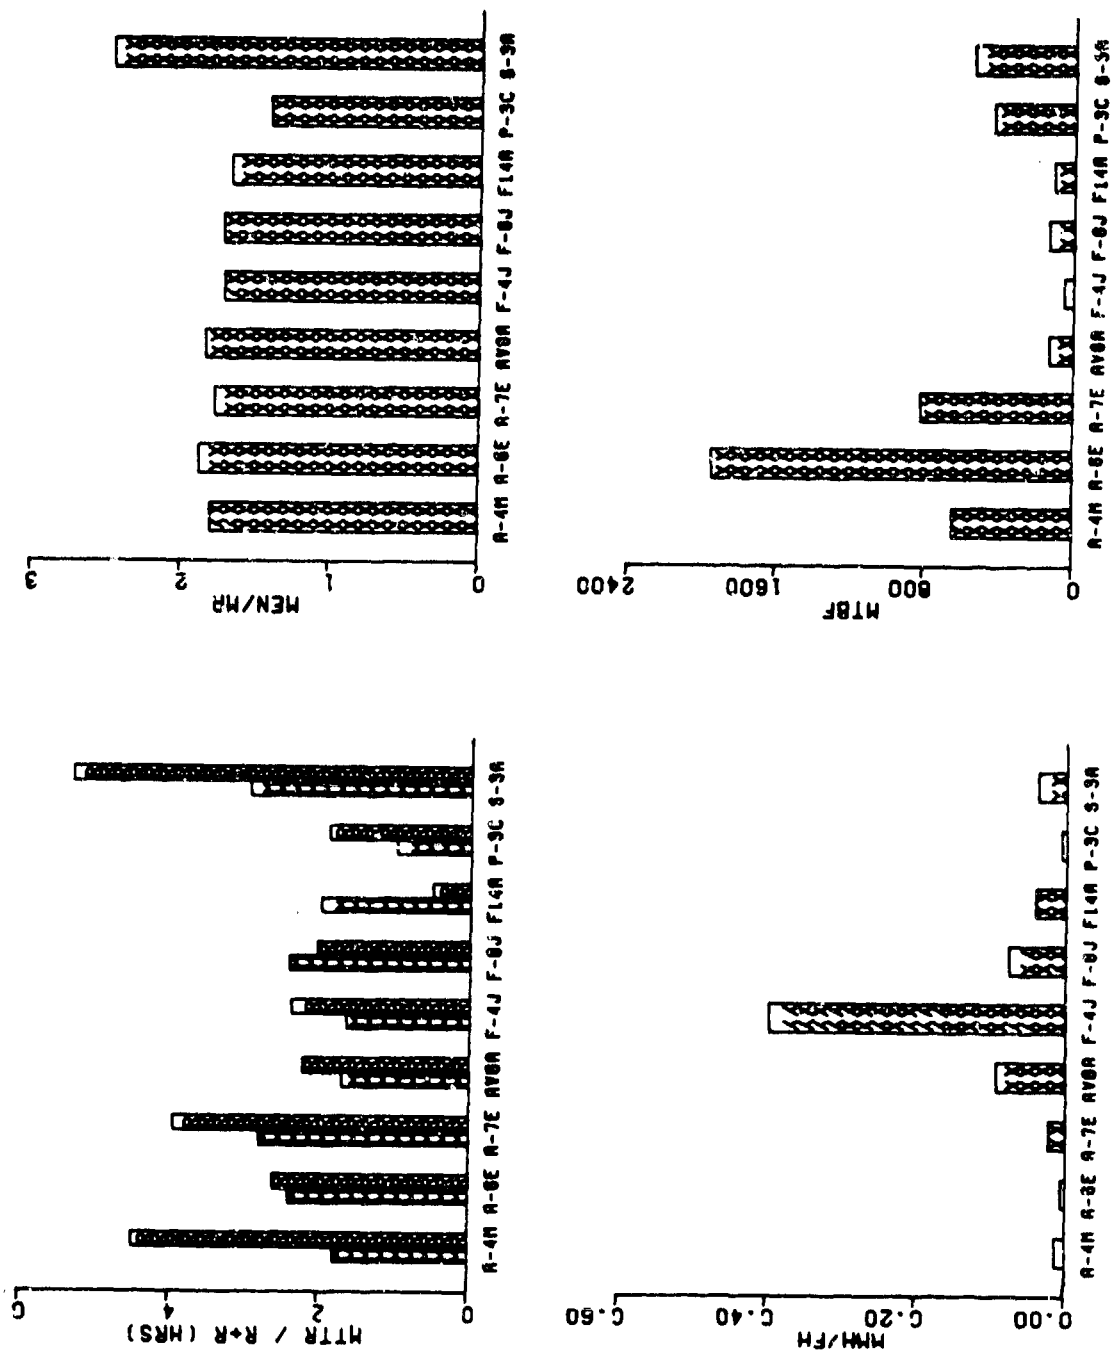 3
2
1
0
MEN/MA
A-4M A-6E A-7E AV8A F-4J F-8J F14A P-3C S-3A
2400
1600
800
0
MTBF
A-4M A-6E A-7E AV8A F-4J F-8J F14A P-3C S-3A
6
4
2
0
MTTR / R+R (HRS)
A-4M A-6E A-7E AV8A F-4J F-8J F14A P-3C S-3A
0.60
0.40
0.20
0.00
MMH/FH
A-4M A-6E A-7E AV8A F-4J F-8J F14A P-3C S-3A